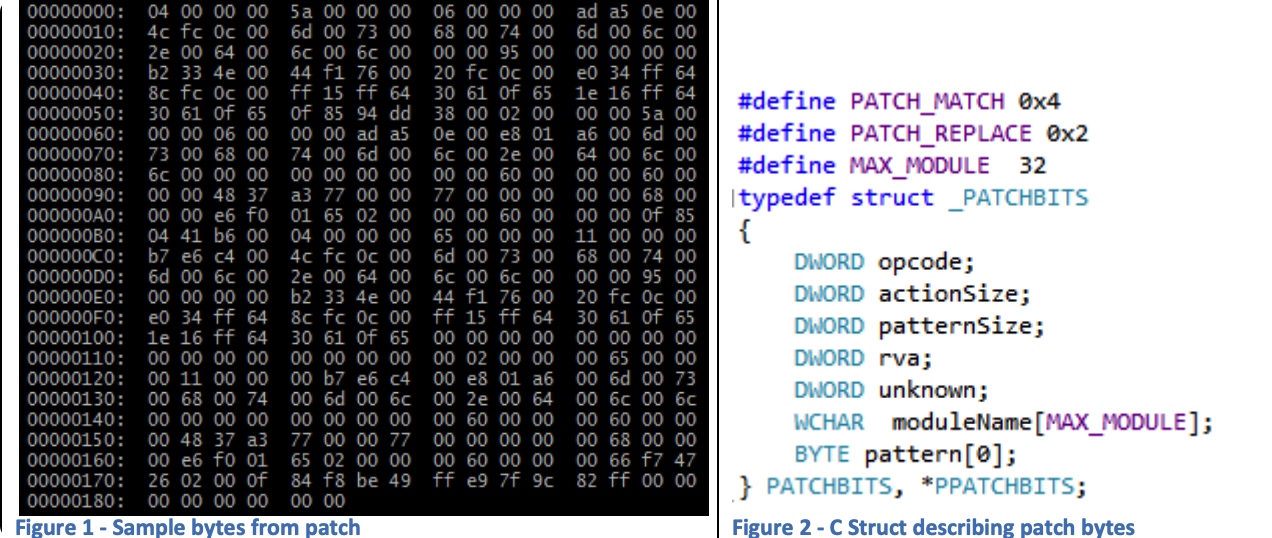 00000000: 04 00 00 00 5a 00 00 00 06 00 00 00 ad a5 0e 00
00000010: 4c fc 0c 00 6d 00 73 00 68 00 74 00 6d 00 6c 00
00000020: 2e 00 64 00 6c 00 6c 00 00 00 95 00 00 00 00 00
00000030: b2 33 4e 00 44 f1 76 00 20 fc 0c 00 e0 34 ff 64
00000040: 8c fc 0c 00 ff 15 ff 64 30 61 0f 65 1e 16 ff 64
00000050: 30 61 0f 65 0f 85 94 dd 38 00 02 00 00 00 5a 00
00000060: 00 00 06 00 00 00 ad a5 0e 00 e8 01 a6 00 6d 00
00000070: 73 00 68 00 74 00 6d 00 6c 00 2e 00 64 00 6c 00
00000080: 6c 00 00 00 00 00 00 00 00 00 60 00 00 00 60 00
00000090: 00 00 48 37 a3 77 00 00 77 00 00 00 00 00 68 00
000000A0: 00 00 e6 f0 01 65 02 00 00 00 60 00 00 00 0f 85
000000B0: 04 41 b6 00 04 00 00 00 65 00 00 00 11 00 00 00
000000C0: b7 e6 c4 00 4c fc 0c 00 6d 00 73 00 68 00 74 00
000000D0: 6d 00 6c 00 2e 00 64 00 6c 00 6c 00 00 00 95 00
000000E0: 00 00 00 00 b2 33 4e 00 44 f1 76 00 20 fc 0c 00
000000F0: e0 34 ff 64 8c fc 0c 00 ff 15 ff 64 30 61 0f 65
00000100: 1e 16 ff 64 30 61 0f 65 00 00 00 00 00 00 00 00
00000110: 00 00 00 00 00 00 00 00 00 02 00 00 00 65 00 00
00000120: 00 11 00 00 00 b7 e6 c4 00 e8 01 a6 00 6d 00 73
00000130: 00 68 00 74 00 6d 00 6c 00 2e 00 64 00 6c 00 6c
00000140: 00 00 00 00 00 00 00 00 00 60 00 00 00 60 00 00
00000150: 00 48 37 a3 77 00 00 77 00 00 00 00 00 68 00 00
00000160: 00 e6 f0 01 65 02 00 00 00 60 00 00 00 66 f7 47
00000170: 26 02 00 0f 84 f8 be 49 ff e9 7f 9c 82 ff 00 00
00000180: 00 00 00 00 00 00
Figure 1 - Sample bytes from patch
#define PATCH_MATCH 0x4
#define PATCH_REPLACE 0x2
#define MAX_MODULE 32
typedef struct _PATCHBITS
{
DWORD opcode;
DWORD actionSize;
DWORD patternSize;
DWORD rva;
DWORD unknown;
WCHAR moduleName[MAX_MODULE];
BYTE pattern[0];
} PATCHBITS, *PPATCHBITS;
Figure 2 - C Struct describing patch bytes